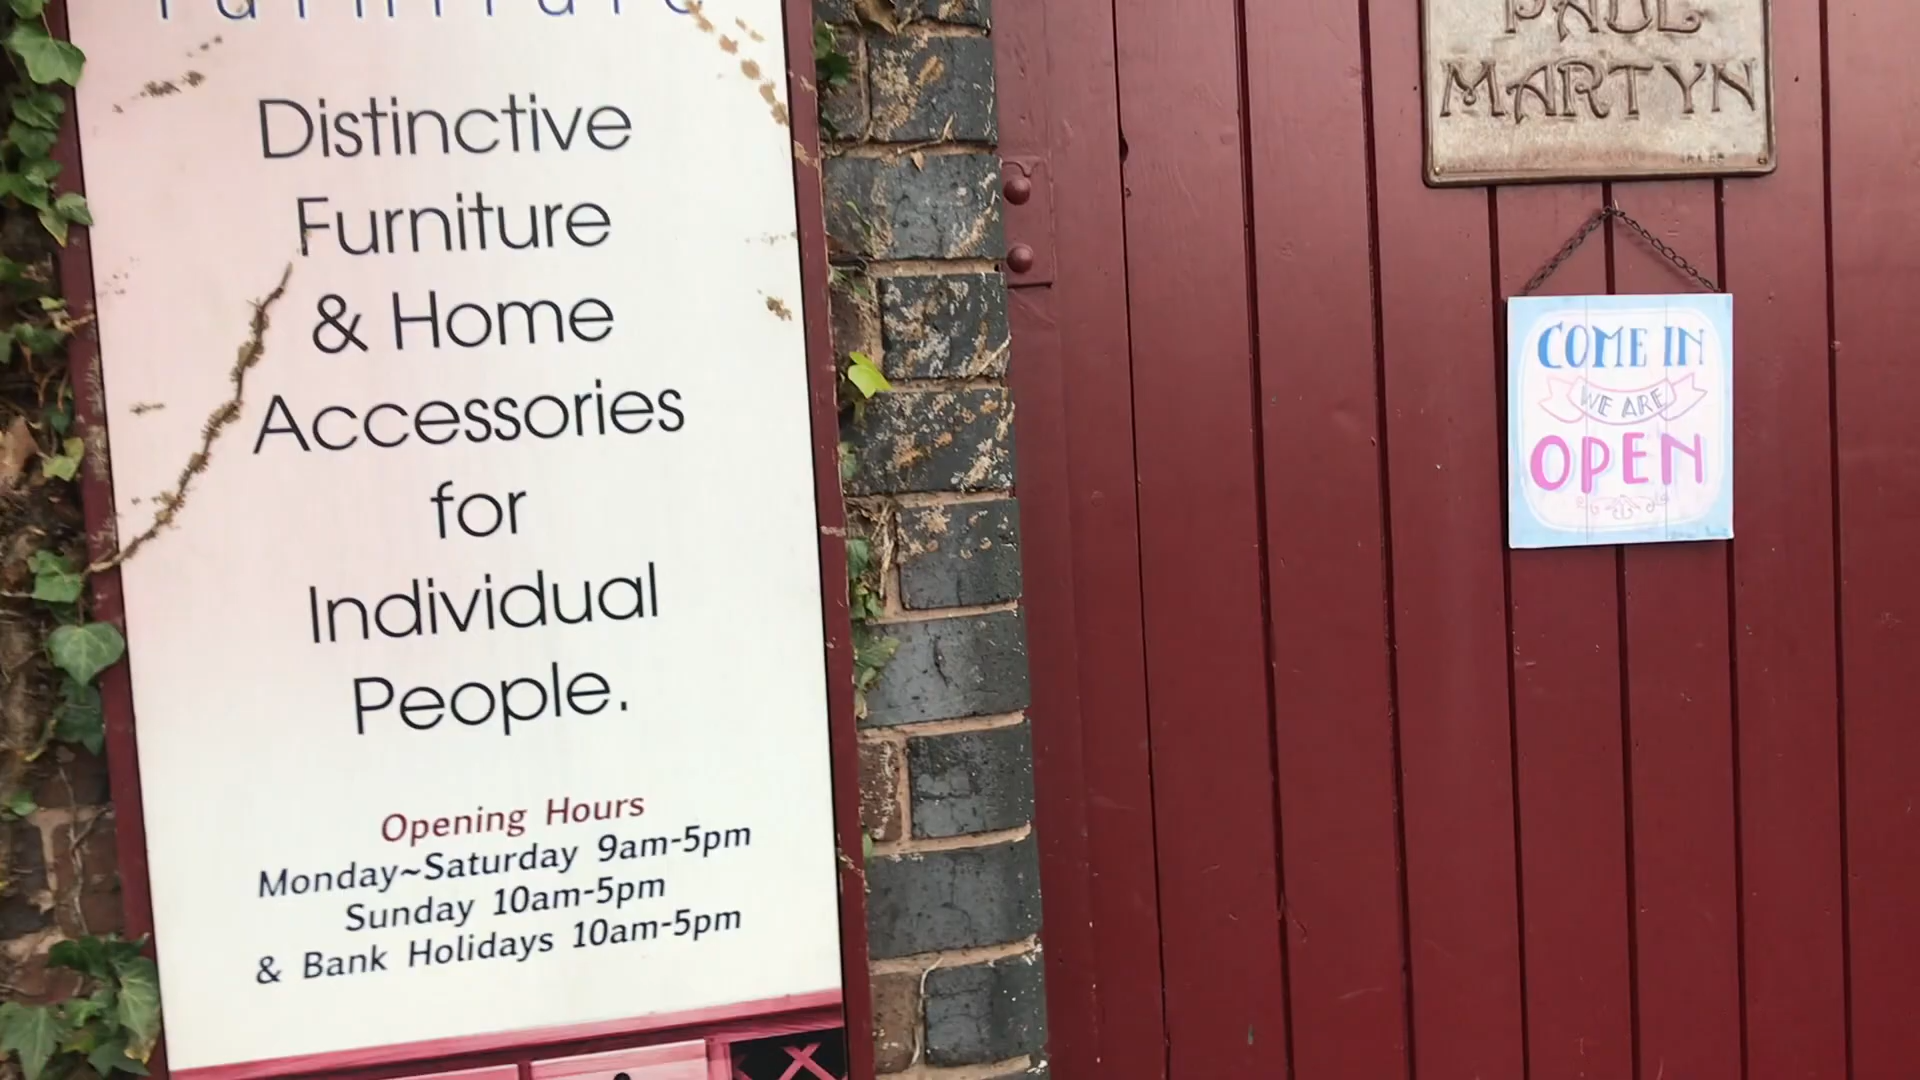 Furniture
Distinctive
Furniture
& Home
Accessories
for
Individual
People.
Opening Hours
Monday~Saturday 9am-5pm
Sunday 10am-5pm
& Bank Holidays 10am-5pm
PAUL
MARTYN
COME IN
WE ARE
OPEN